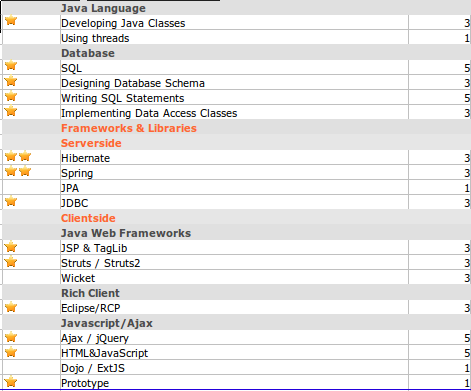 Java Language
Developing Java Classes 3
Using threads 1
Database
SQL 5
Designing Database Schema 3
Writing SQL Statements 5
Implementing Data Access Classes 3
Frameworks & Libraries
Serverside
Hibernate 3
Spring 3
JPA 1
JDBC 3
Clientside
Java Web Frameworks
JSP & TagLib 3
Struts / Struts2 3
Wicket 3
Rich Client
Eclipse/RCP 3
Javascript/Ajax
Ajax / jQuery 5
HTML&JavaScript 5
Dojo / ExtJS 1
Prototype 1